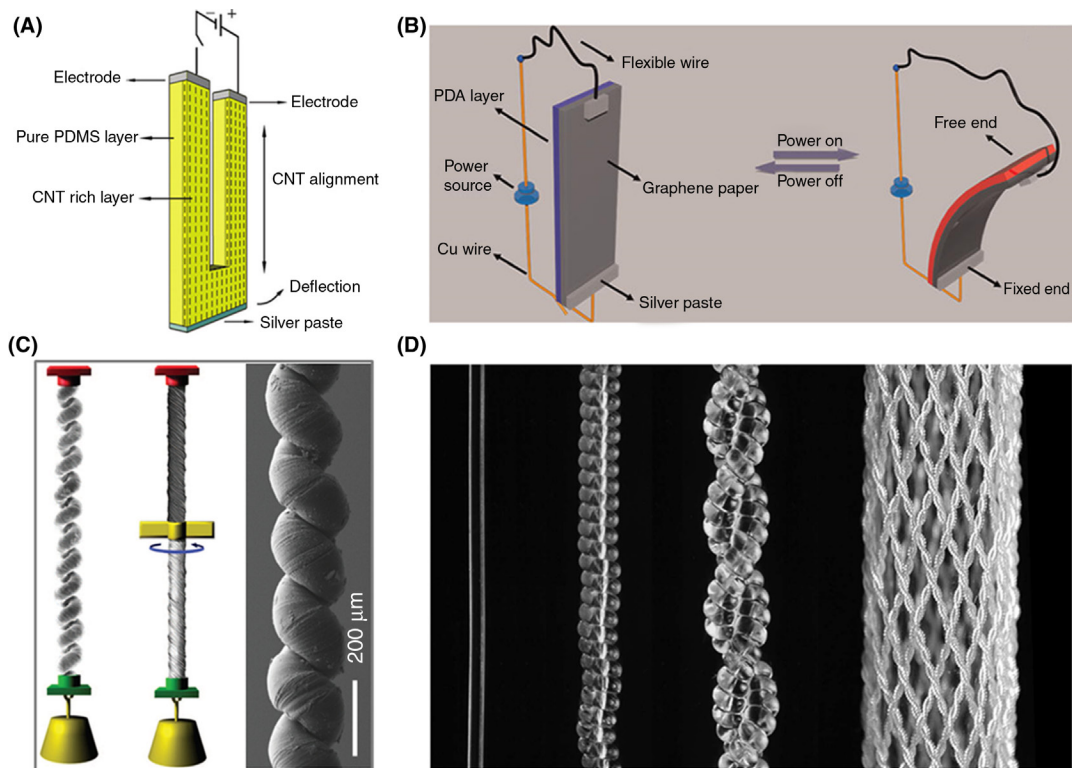 (A)
− +
Electrode
Electrode
Pure PDMS layer
CNT alignment
CNT rich layer
Deflection
Silver paste
(B)
Flexible wire
PDA layer
Free end
Power on
Power source
Power off
Graphene paper
Cu wire
Silver paste
Fixed end
(C)
200 μm
(D)